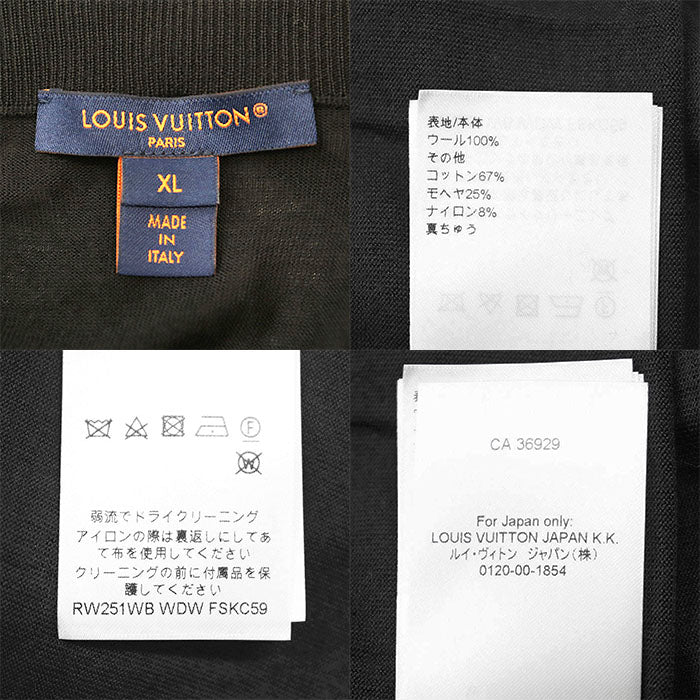 LOUIS VUITTON®
PARIS
XL
MADE
IN
ITALY
表地/本体
ウール100%
その他
コットン67%
モヘヤ25%
ナイロン8%
真ちゅう
F
W
弱流でドライクリーニング
アイロンの際は裏返しにしてあ
て布を使用してください
クリーニングの前に付属品を保
護してください
RW251WB WDW FSKC59
CA 36929
For Japan only:
LOUIS VUITTON JAPAN K.K.
ルイ・ヴィトン ジャパン(株)
0120-00-1854